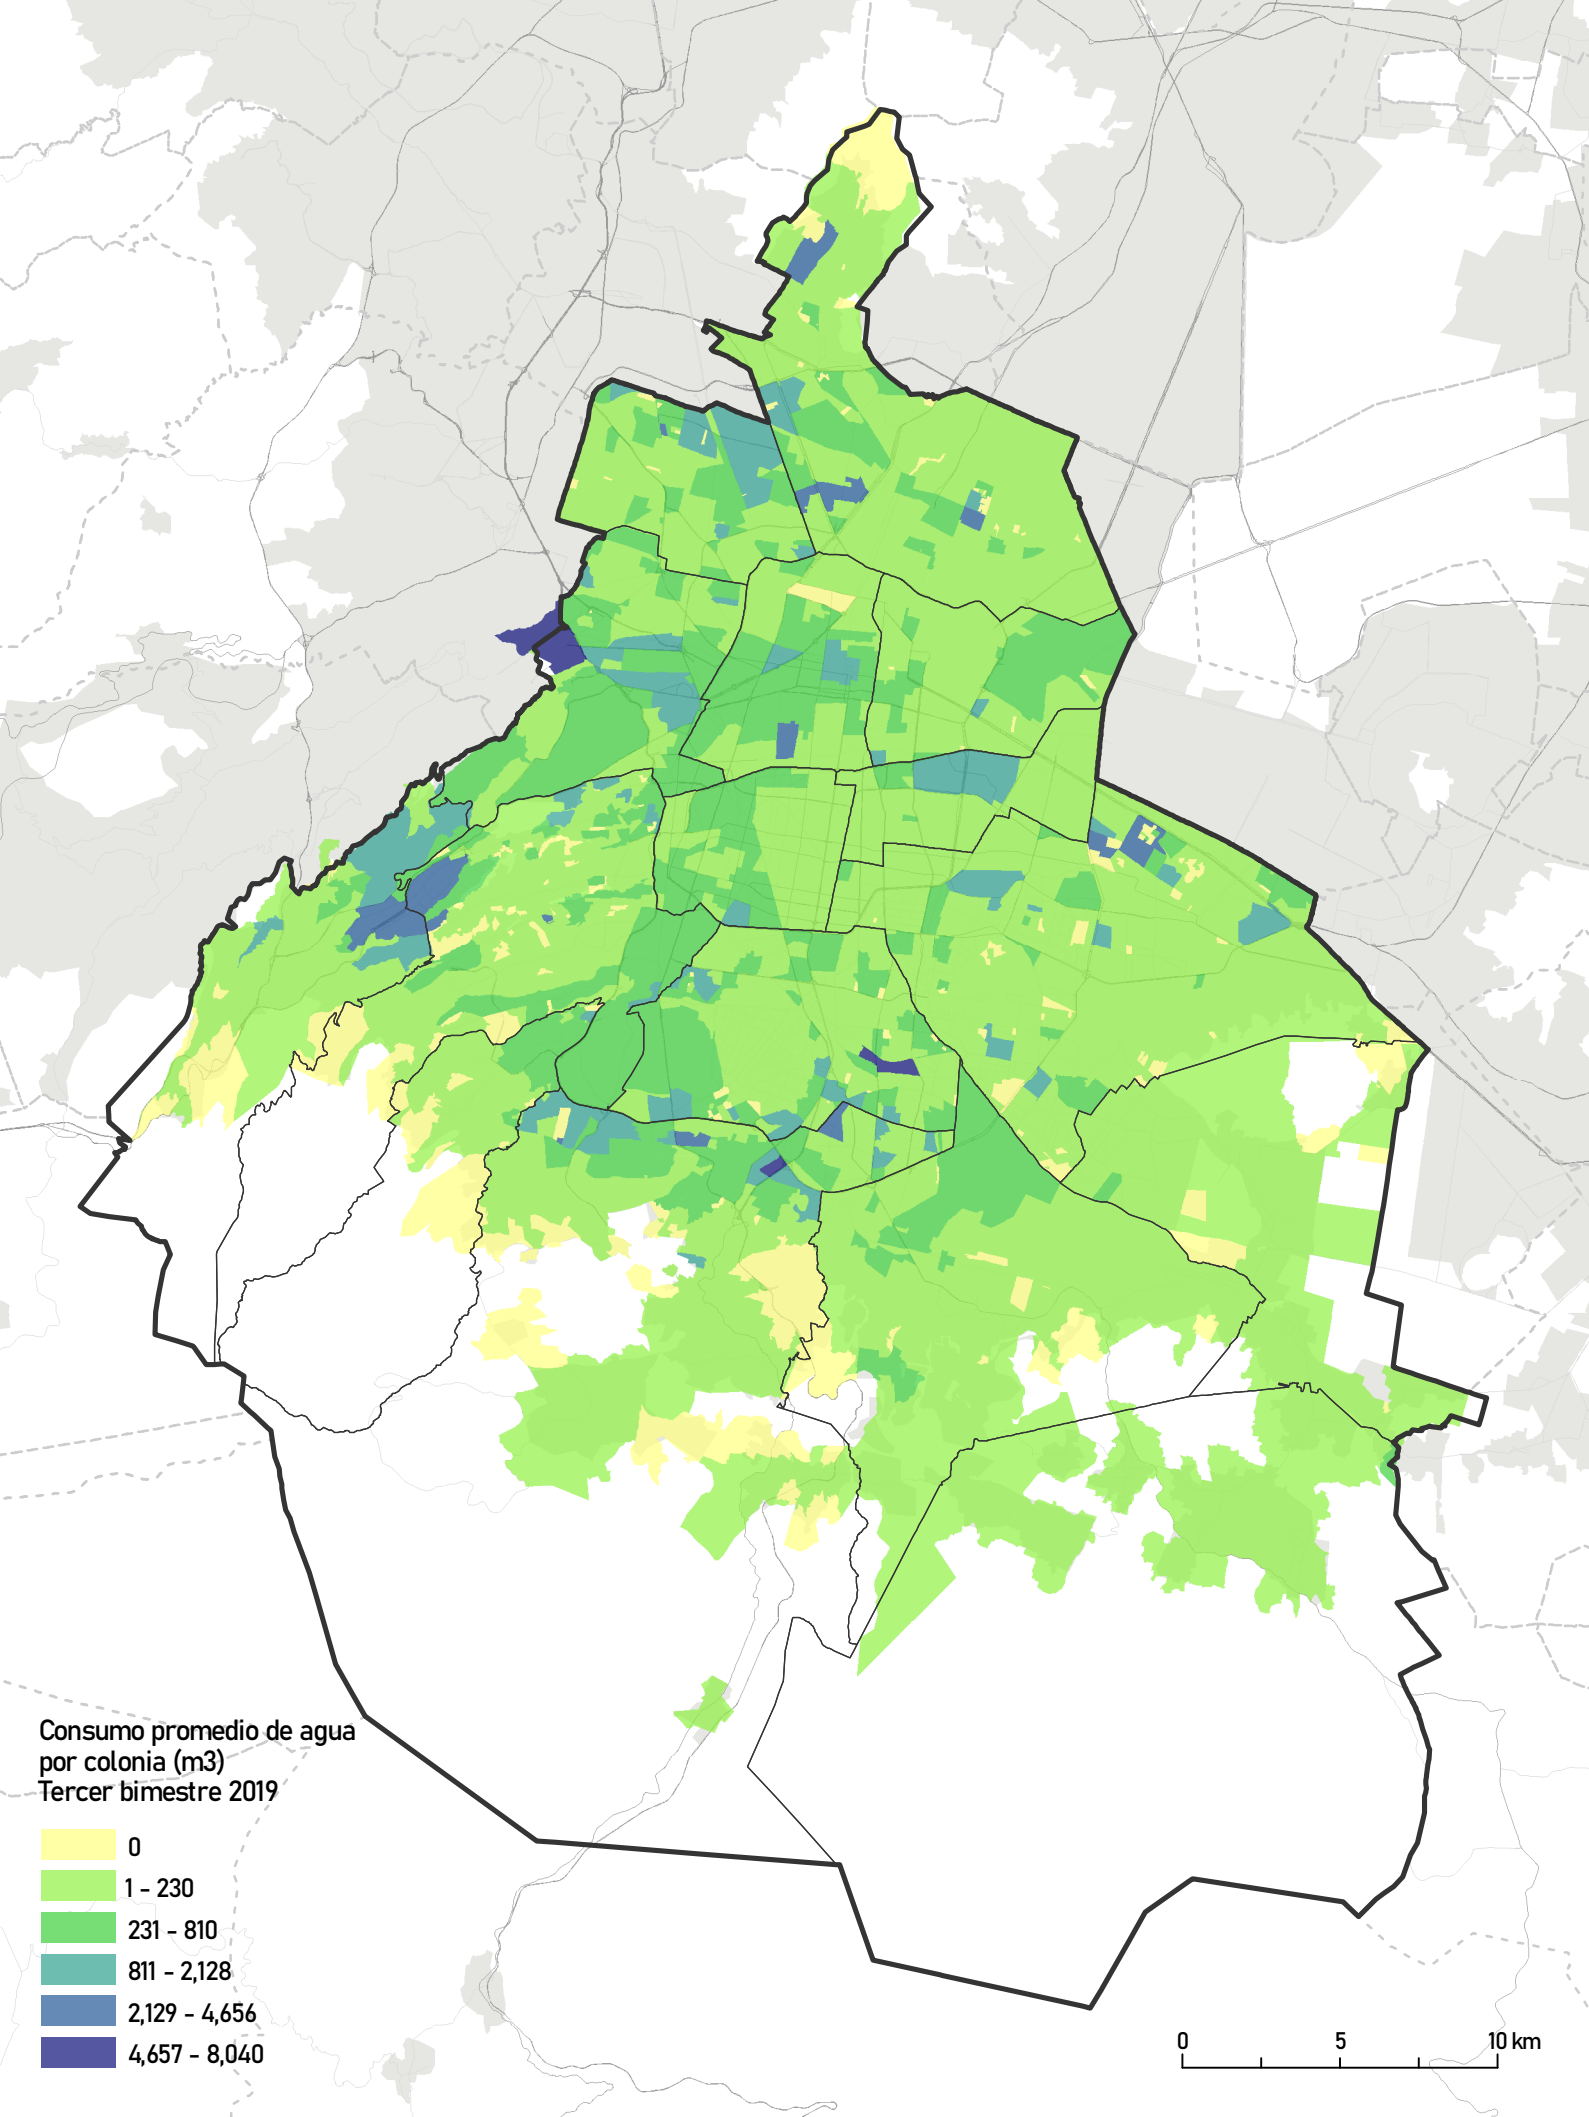 Consumo promedio de agua
por colonia (m3)
Tercer bimestre 2019
0
1 - 230
231 - 810
811 - 2,128
2,129 - 4,656
4,657 - 8,040
0 5 10 km